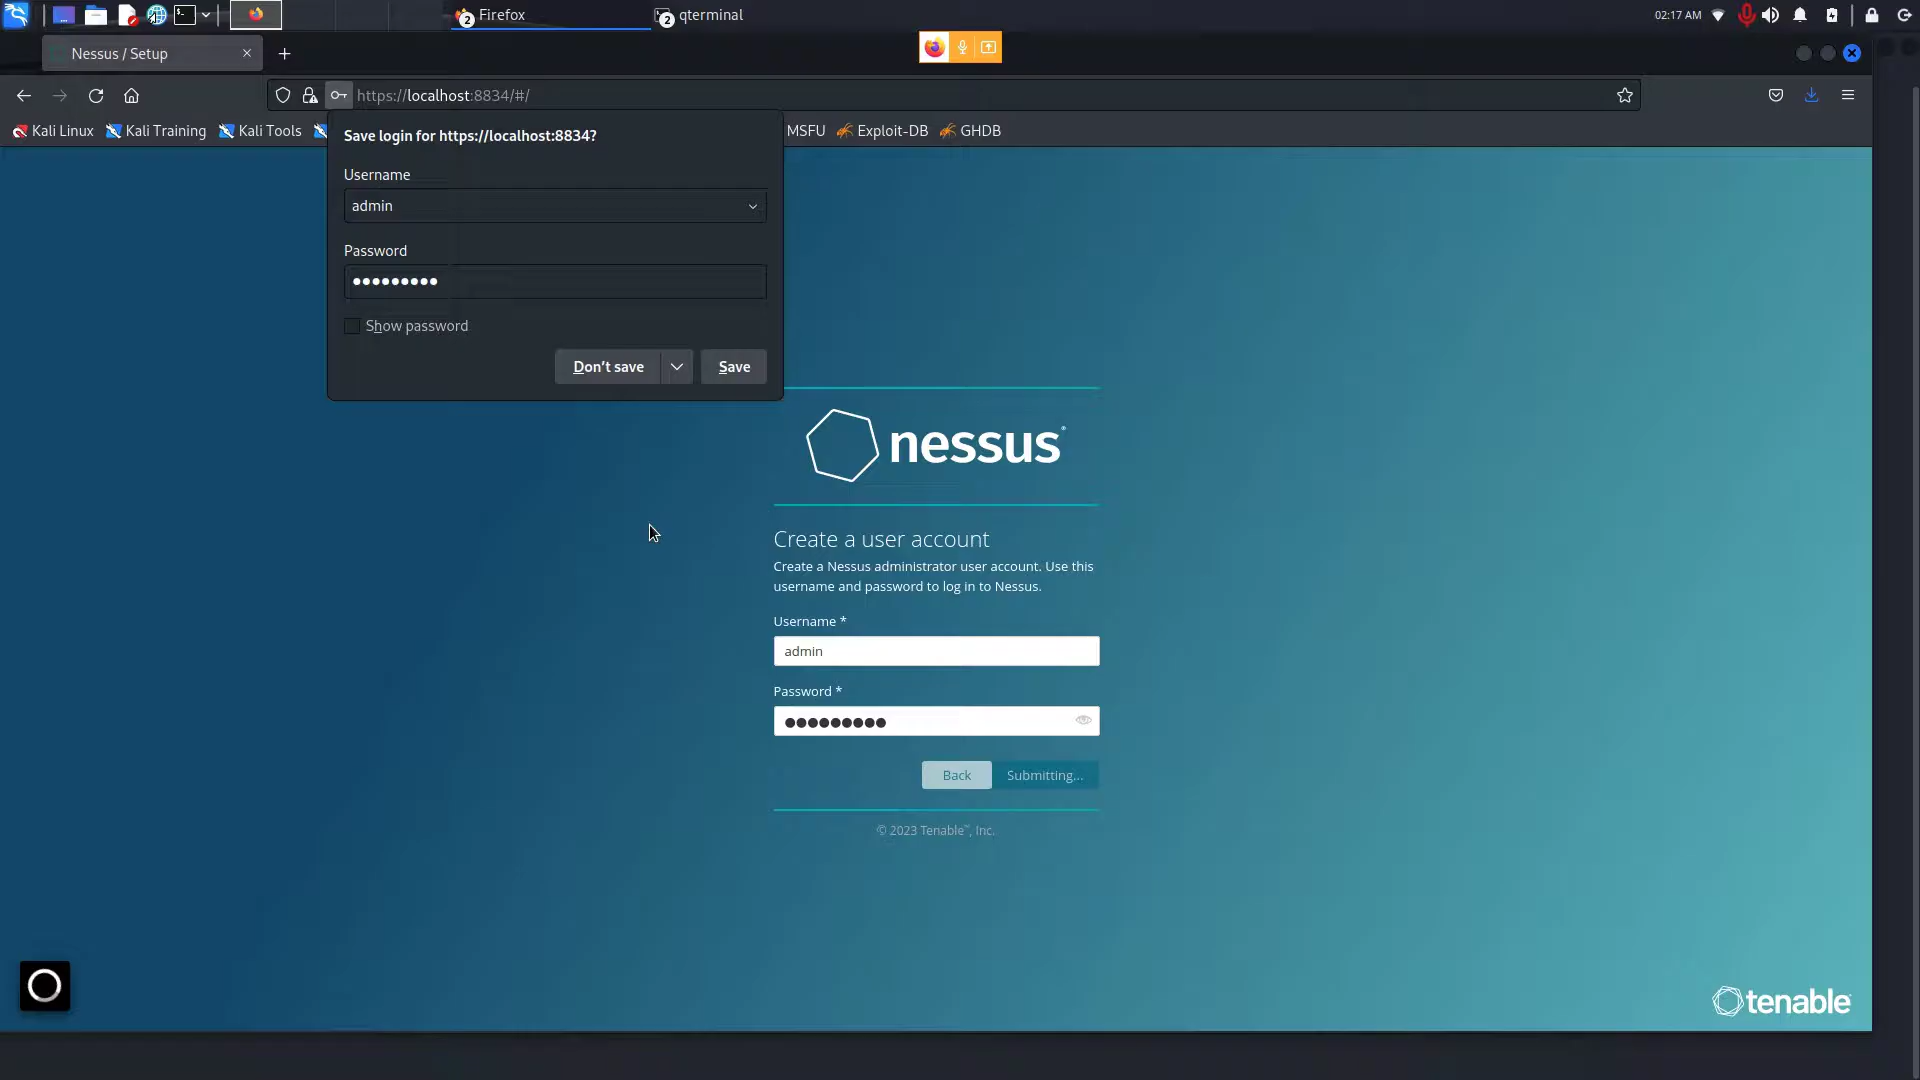 2 Firefox
2 qterminal
02:17 AM
Nessus / Setup
https://localhost:8834/#/
Kali Linux
Kali Training
Kali Tools
MSFU
Exploit-DB
GHDB
Save login for https://localhost:8834?
Username
admin
Password
Show password
Don't save
Save
nessus
Create a user account
Create a Nessus administrator user account. Use this
username and password to log in to Nessus.
Username *
admin
Password *
Back
Submitting...
© 2023 Tenable™, Inc.
tenable